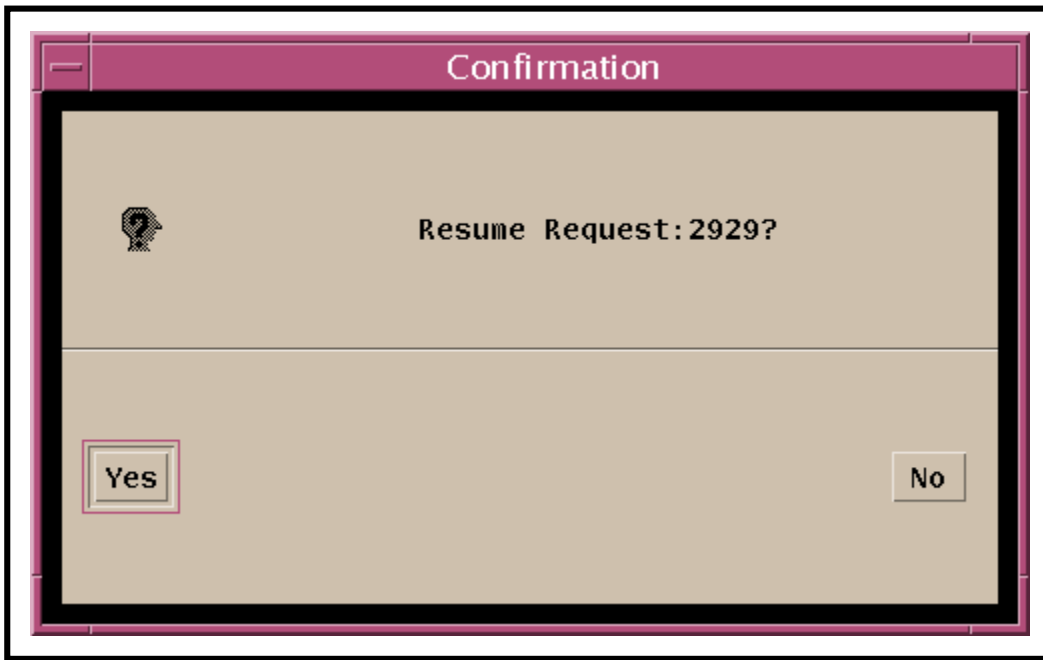 Confirmation
?
Resume Request:2929?
Yes
No